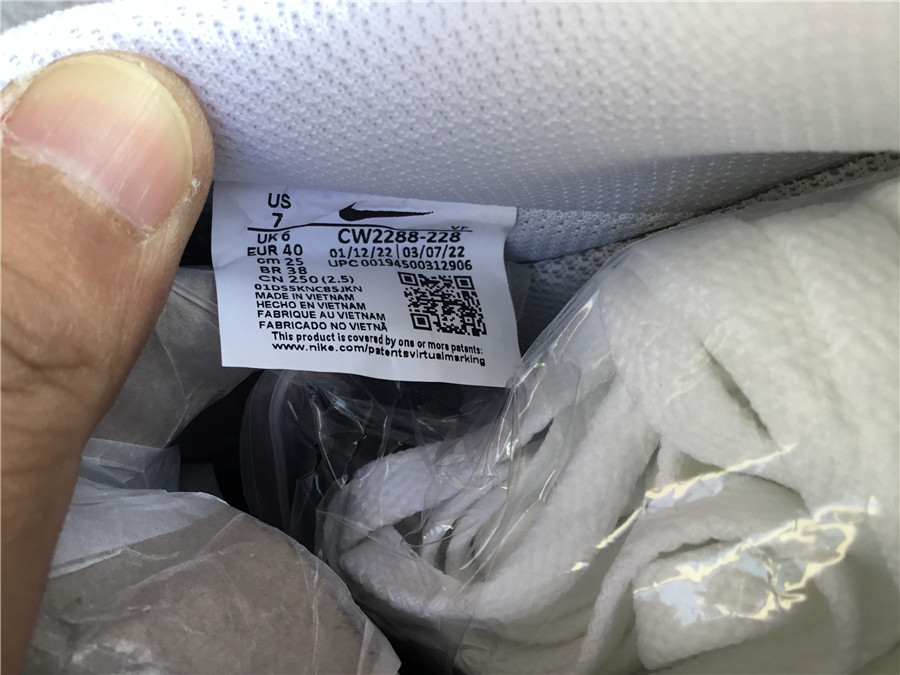 US
7
VF
UK 6
CW2288-228
EUR 40
01/12/22 | 03/07/22
cm 25
UPC 00194500312906
BR 38
CN 250 (2.5)
01DS5KNC85JKN
MADE IN VIETNAM
HECHO EN VIETNAM
FABRIQUE AU VIETNAM
FABRICADO NO VIETNÃ
This product is covered by one or more patents:
www.nike.com/patentsvirtualmarking